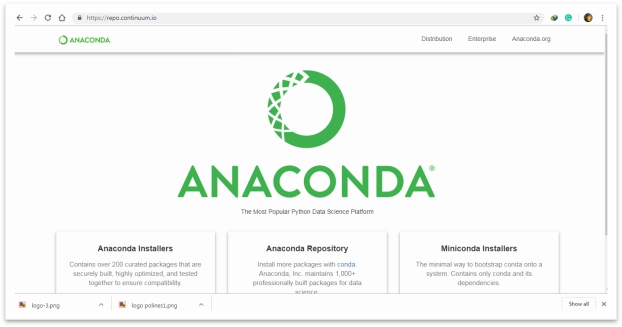 https://repo.continuum.io
ANACONDA
Distribution Enterprise Anaconda.org
ANACONDA®
The Most Popular Python Data Science Platform
Anaconda Installers
Contains over 200 curated packages that are
securely built, highly optimized, and tested
together to ensure compatibility.
Anaconda Repository
Install more packages with conda.
Anaconda, Inc. maintains 1,000+
professionally built packages for data
science.
Miniconda Installers
The minimal way to bootstrap conda onto a
system. Contains only conda and its
dependencies.
logo-3.png
logo polines1.png
Show all